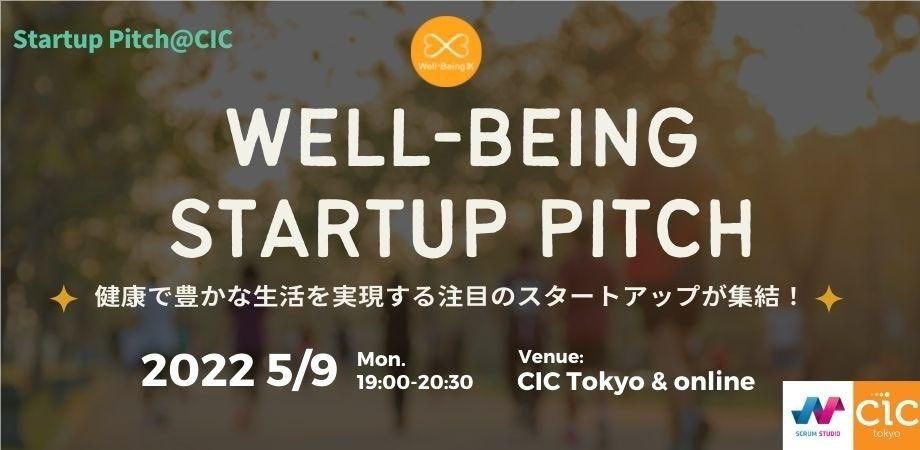 Startup Pitch@CIC
Well-Being X
WELL-BEING
STARTUP PITCH
健康で豊かな生活を実現する注目のスタートアップが集結！
2022 5/9
Mon.
19:00-20:30
Venue:
CIC Tokyo & online
SCRUM STUDIO
cic
tokyo